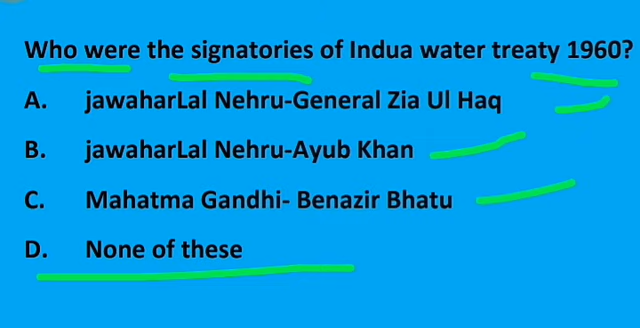 Who were the signatories of Indua water treaty 1960?
A. jawaharLal Nehru-General Zia Ul Haq
B. jawaharLal Nehru-Ayub Khan
C. Mahatma Gandhi- Benazir Bhatu
D. None of these